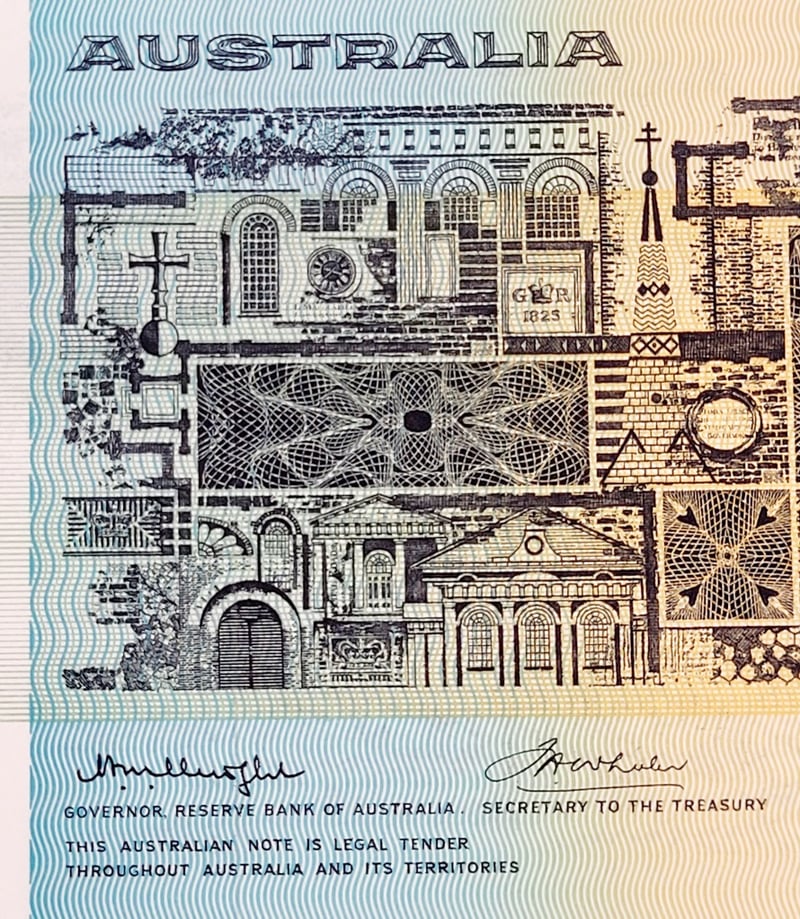 AUSTRALIA
G R
1825
GOVERNOR, RESERVE BANK OF AUSTRALIA. SECRETARY TO THE TREASURY
THIS AUSTRALIAN NOTE IS LEGAL TENDER
THROUGHOUT AUSTRALIA AND ITS TERRITORIES